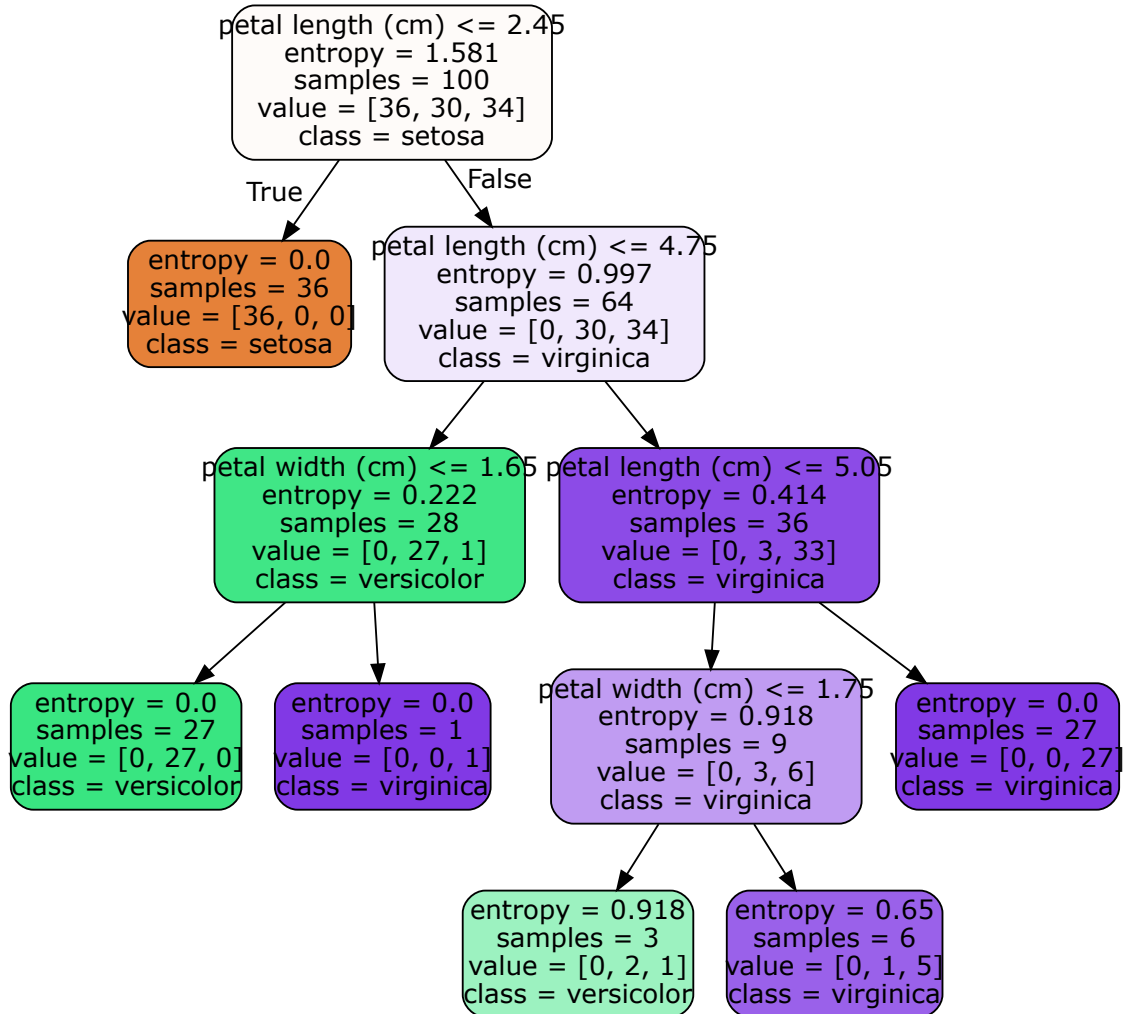 petal length (cm) <= 2.45
entropy = 1.581
samples = 100
value = [36, 30, 34]
class = setosa
True
False
entropy = 0.0
samples = 36
value = [36, 0, 0]
class = setosa
petal length (cm) <= 4.75
entropy = 0.997
samples = 64
value = [0, 30, 34]
class = virginica
petal width (cm) <= 1.65
entropy = 0.222
samples = 28
value = [0, 27, 1]
class = versicolor
petal length (cm) <= 5.05
entropy = 0.414
samples = 36
value = [0, 3, 33]
class = virginica
entropy = 0.0
samples = 27
value = [0, 27, 0]
class = versicolor
entropy = 0.0
samples = 1
value = [0, 0, 1]
class = virginica
petal width (cm) <= 1.75
entropy = 0.918
samples = 9
value = [0, 3, 6]
class = virginica
entropy = 0.0
samples = 27
value = [0, 0, 27]
class = virginica
entropy = 0.918
samples = 3
value = [0, 2, 1]
class = versicolor
entropy = 0.65
samples = 6
value = [0, 1, 5]
class = virginica